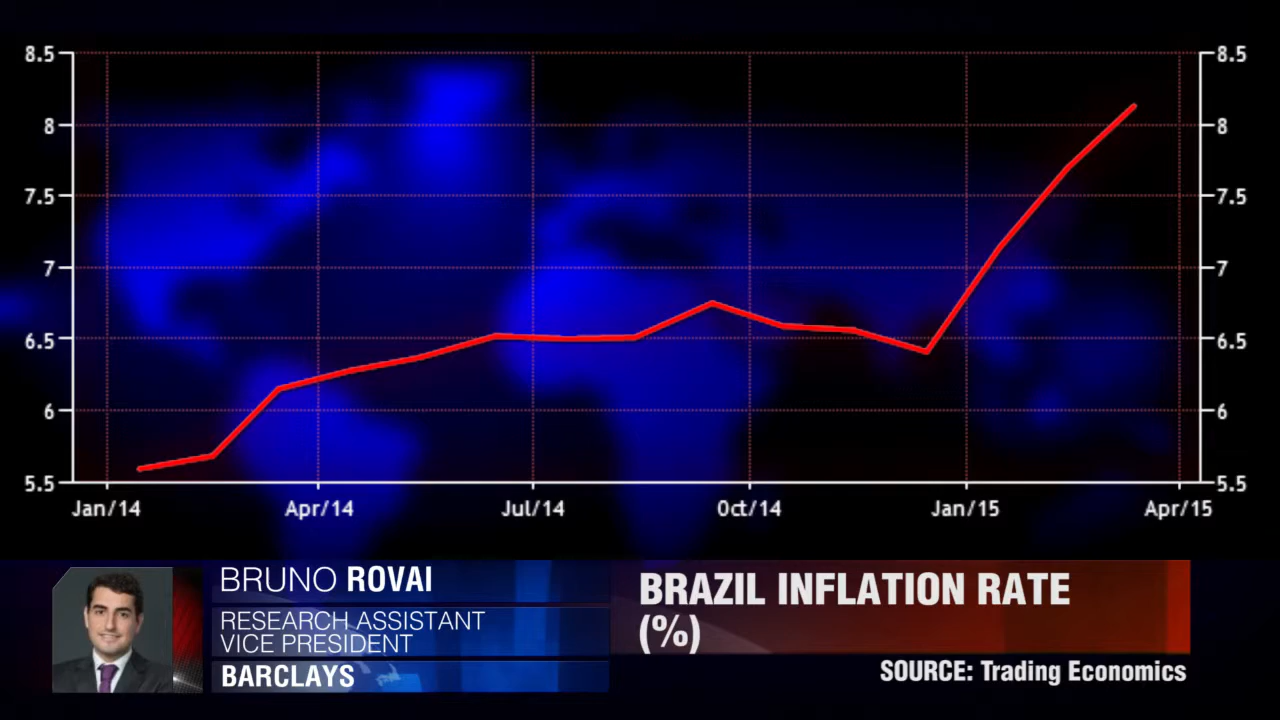 8.5 8.5
8 8
7.5 7.5
7 7
6.5 6.5
6 6
5.5 5.5
Jan/14 Apr/14 Jul/14 Oct/14 Jan/15 Apr/15
BRUNO ROVAI
RESEARCH ASSISTANT
VICE PRESIDENT
BARCLAYS
BRAZIL INFLATION RATE
(%)
SOURCE: Trading Economics